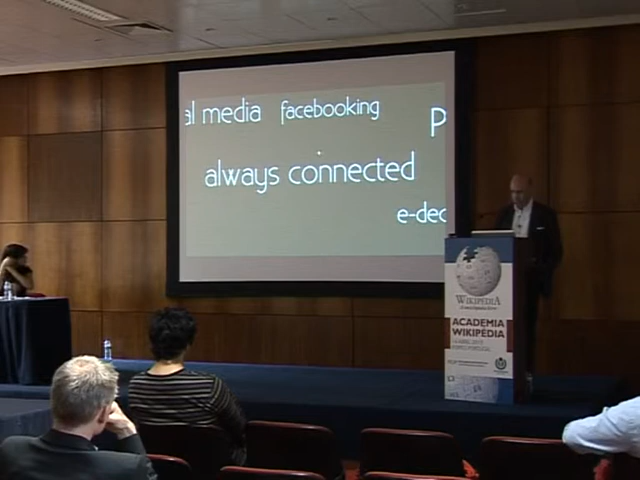 al media facebooking
P
always connected
e-dec
WIKIPEDIA
ACADEMIA
WIKIPÉDIA